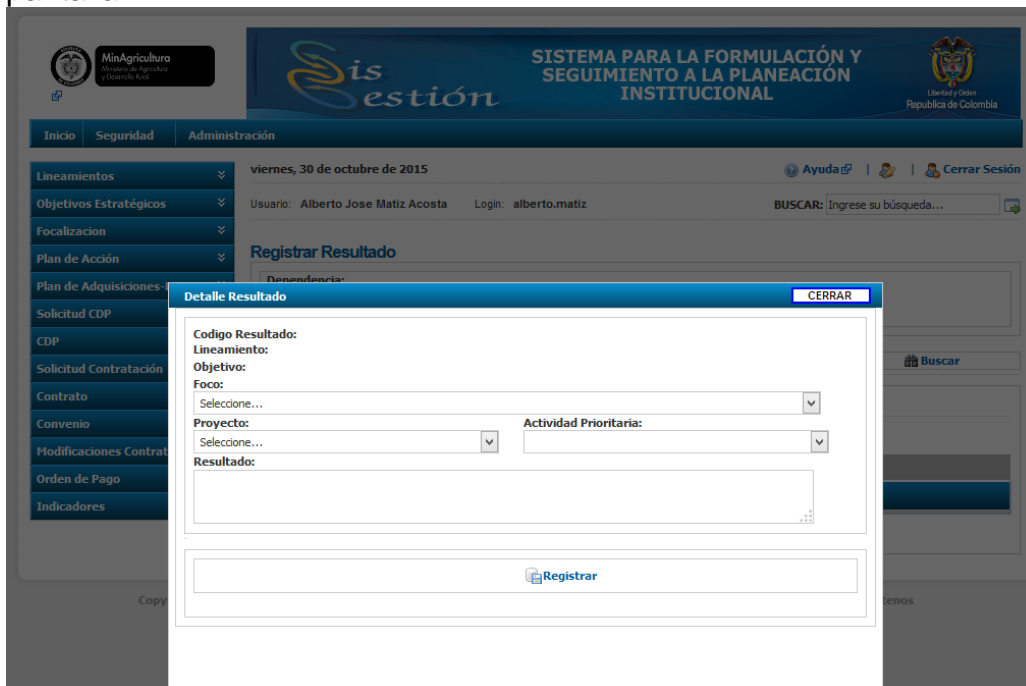 MinAgricultura
Ministerio de Agricultura
y Desarrollo Rural
Sis
Gestión
SISTEMA PARA LA FORMULACIÓN Y
SEGUIMIENTO A LA PLANEACIÓN
INSTITUCIONAL
Libertad y Orden
Republica de Colombia
Inicio Seguridad Administración
viernes, 30 de octubre de 2015
Ayuda | | Cerrar Sesión
Usuario: Alberto Jose Matiz Acosta Login: alberto.matiz
BUSCAR: Ingrese su búsqueda...
Lineamientos
Objetivos Estratégicos
Focalizacion
Plan de Acción
Plan de Adquisiciones-
Solicitud CDP
CDP
Solicitud Contratación
Contrato
Convenio
Modificaciones Contrat
Orden de Pago
Indicadores
Registrar Resultado
Dependencia:
Buscar
Detalle Resultado
CERRAR
Codigo Resultado:
Lineamiento:
Objetivo:
Foco:
Seleccione...
Proyecto: Actividad Prioritaria:
Seleccione...
Resultado:
Registrar
Copy
tenos